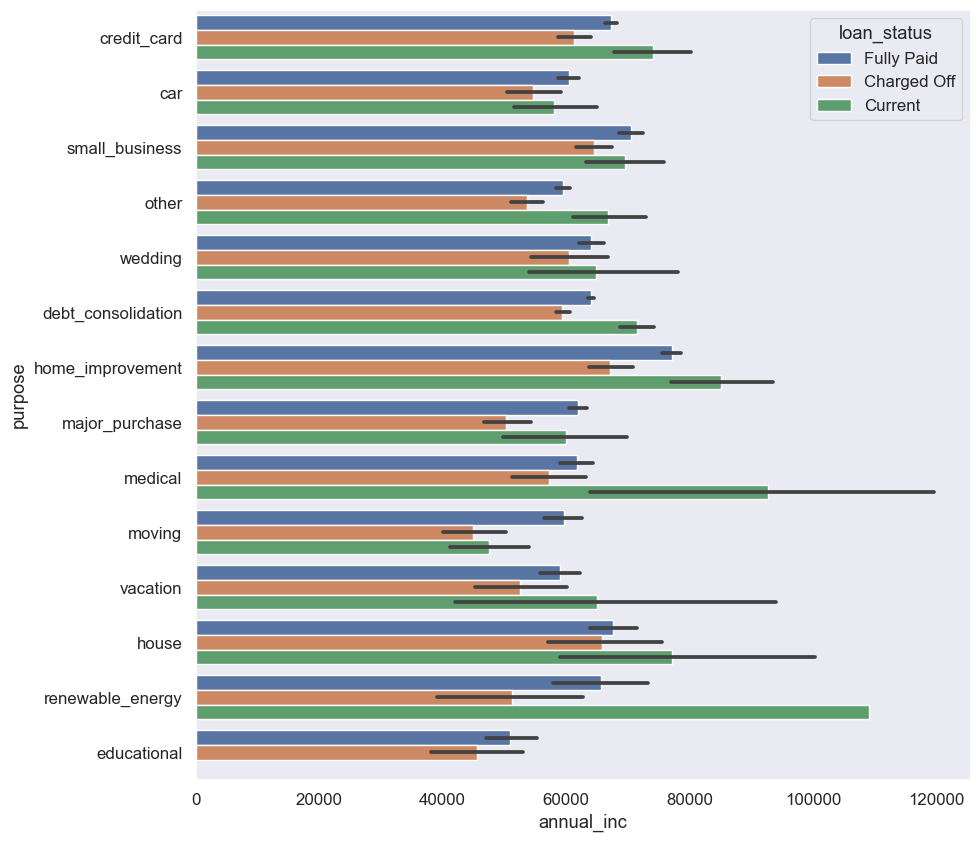 loan_status
Fully Paid
Charged Off
Current
purpose
credit_card
car
small_business
other
wedding
debt_consolidation
home_improvement
major_purchase
medical
moving
vacation
house
renewable_energy
educational
0 20000 40000 60000 80000 100000 120000
annual_inc